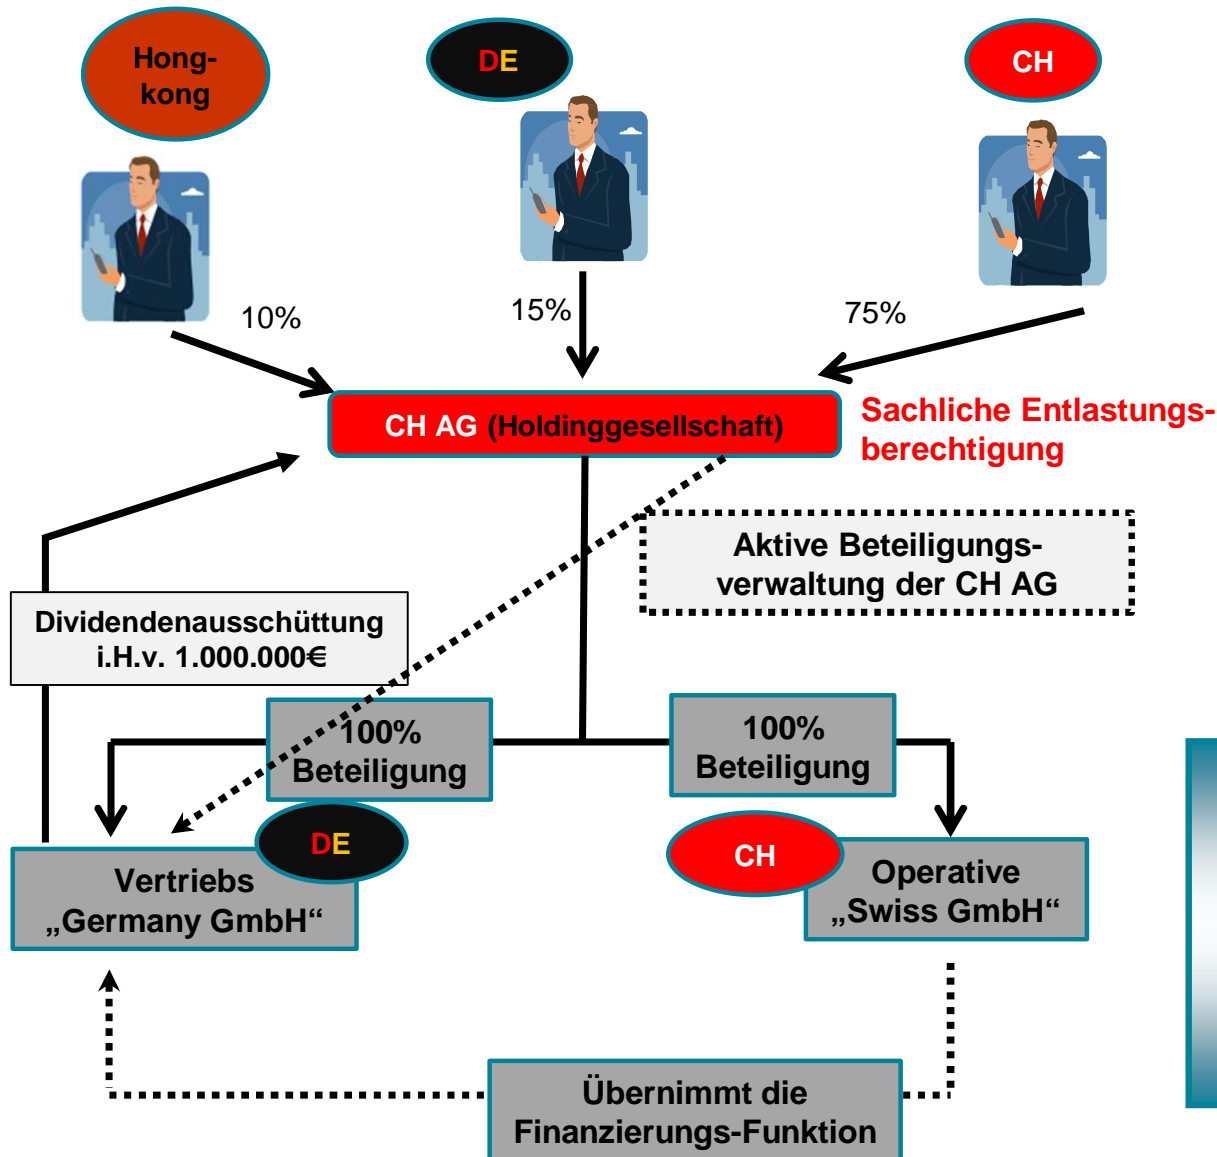 Hong-
kong
DE
CH
10%
15%
75%
CH AG (Holdinggesellschaft)
Sachliche Entlastungs-
berechtigung
Aktive Beteiligungs-
verwaltung der CH AG
Dividendenausschüttung
i.H.v. 1.000.000€
100%
Beteiligung
100%
Beteiligung
DE
CH
Vertriebs
„Germany GmbH“
Operative
„Swiss GmbH“
Übernimmt die
Finanzierungs-Funktion